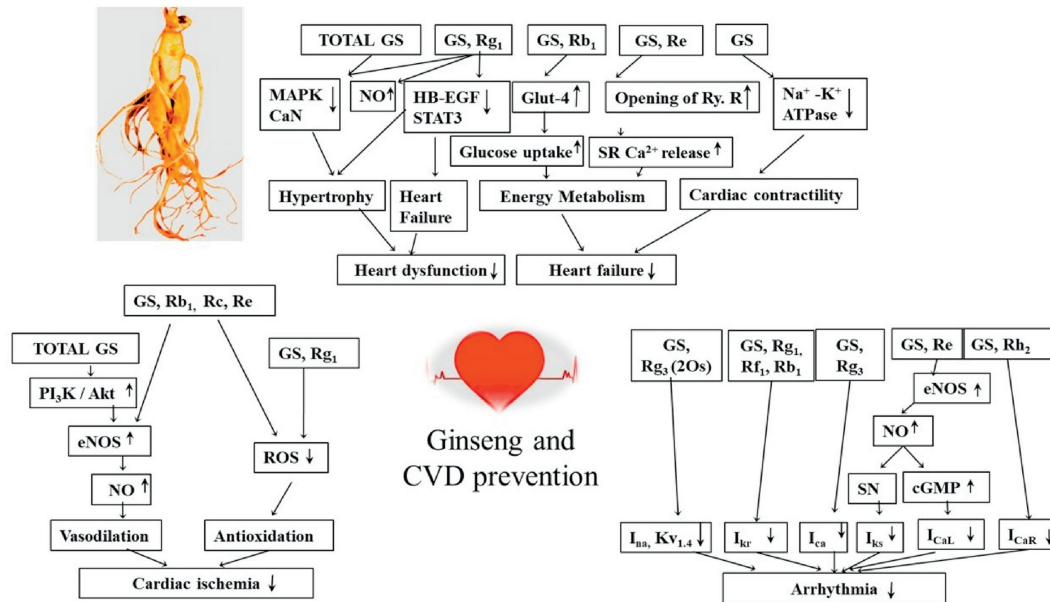 TOTAL GS
GS, Rg₁
GS, Rb₁
GS, Re
GS
MAPK ↓
CaN
NO↑
HB-EGF ↓
STAT3
Glut-4 ↑
Opening of Ry. R↑
Na⁺ -K⁺ ↓
ATPase
Glucose uptake↑
SR Ca²⁺ release ↑
Hypertrophy
Heart
Failure
Energy Metabolism
Cardiac contractility
Heart dysfunction ↓
Heart failure ↓
GS, Rb₁, Rc, Re
TOTAL GS
GS, Rg₁
PI₃K / Akt ↑
eNOS ↑
ROS ↓
NO ↑
Vasodilation
Antioxidation
Cardiac ischemia ↓
Ginseng and
CVD prevention
GS,
Rg₃ (2Os)
GS, Rg₁,
Rf₁, Rb₁
GS,
Rg₃
GS, Re
GS, Rh₂
eNOS ↑
NO ↑
SN
cGMP ↑
Iₙₐ, Kv₁.₄ ↓
Iₖᵣ ↓
I꜀ₐ ↓
Iₖₛ ↓
I_CaL ↓
I_CaR ↓
Arrhythmia ↓